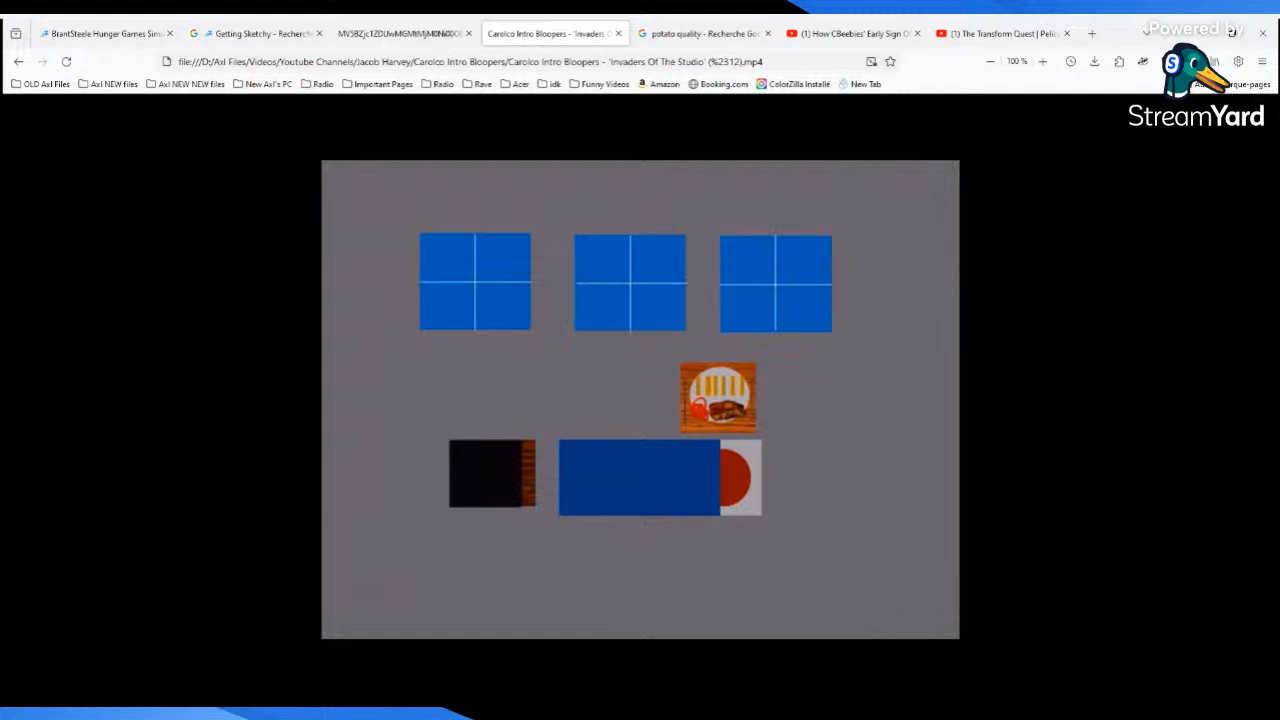 Powered by
BrantSteele Hunger Games Sim
Getting Sketchy - Recherch
Carolco Intro Bloopers - 'Invaders O
potato quality - Recherche Go
(1) How CBeebies' Early Sign O
(1) The Transform Quest | Pelic
file:///D:/Axl Files/Videos/Youtube Channels/Jacob Harvey/Carolco Intro Bloopers/Carolco Intro Bloopers - 'Invaders Of The Studio' (%2312).mp4
100 %
OLD Axl Files
Axl NEW files
Axl NEW NEW files
New Axl's PC
Radio
Important Pages
Radio
Rave
Acer
idk
Funny Videos
Amazon
Booking.com
ColorZilla Installé
New Tab
StreamYard